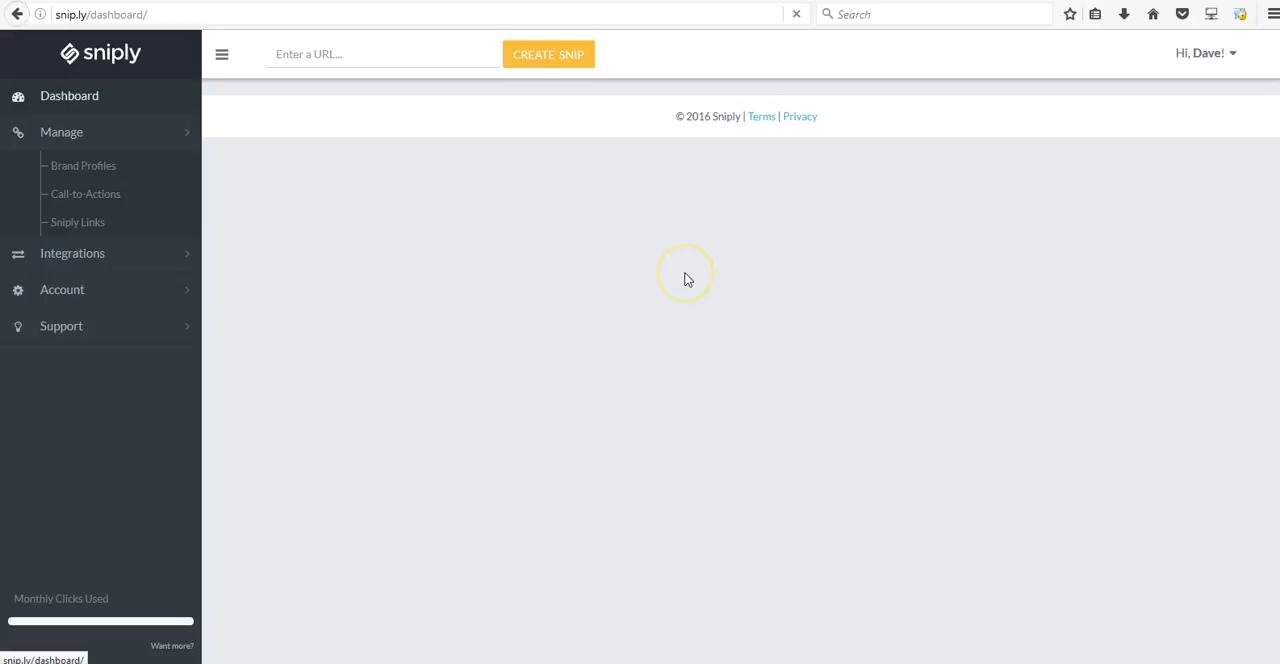 snip.ly/dashboard/
Search
sniply
Enter a URL...
CREATE SNIP
Hi, Dave!
Dashboard
Manage
Brand Profiles
Call-to-Actions
Sniply Links
Integrations
Account
Support
© 2016 Sniply | Terms | Privacy
Monthly Clicks Used
Want more?
snip.ly/dashboard/